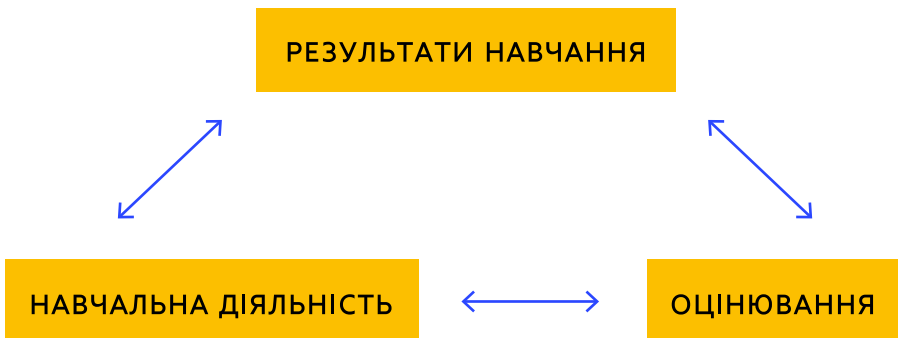 РЕЗУЛЬТАТИ НАВЧАННЯ
НАВЧАЛЬНА ДІЯЛЬНІСТЬ
ОЦІНЮВАННЯ